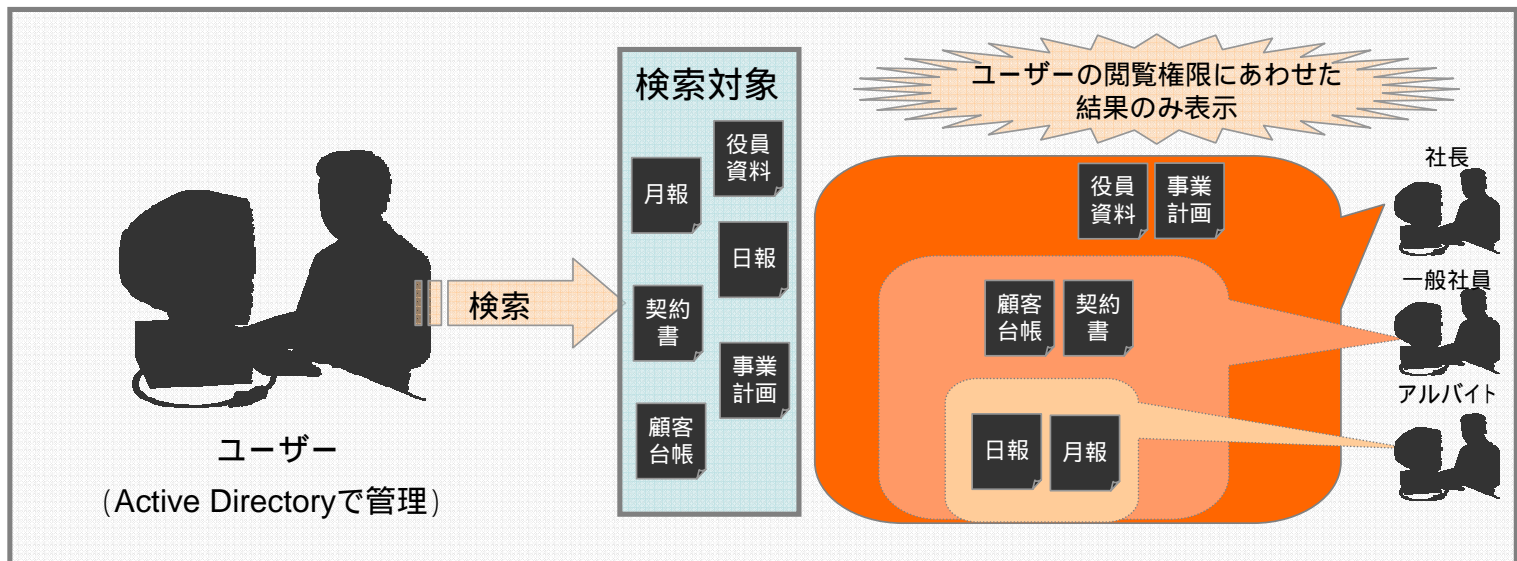 検索対象
役員
資料
月報
日報
契約
書
事業
計画
顧客
台帳
検索
ユーザー
(Active Directoryで管理)
ユーザーの閲覧権限にあわせた
結果のみ表示
役員
資料
事業
計画
顧客
台帳
契約
書
日報
月報
社長
一般社員
アルバイト